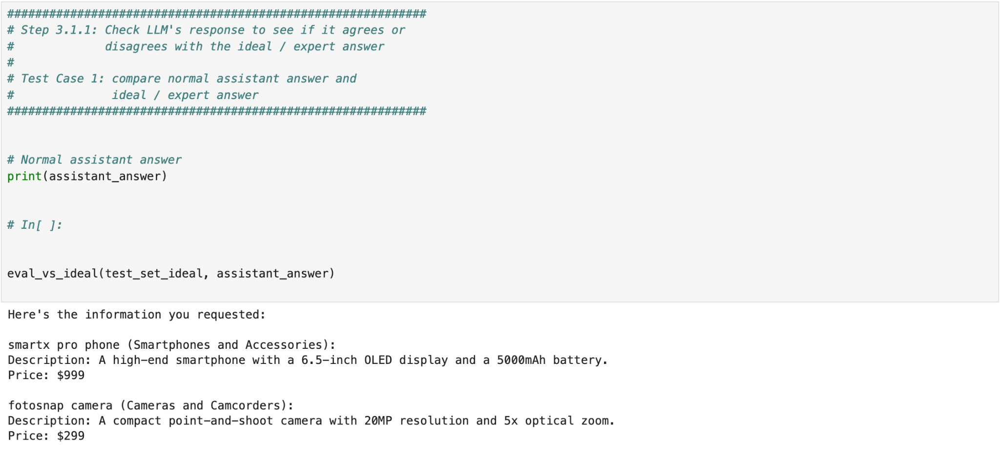 ############################################################
# Step 3.1.1: Check LLM's response to see if it agrees or
#             disagrees with the ideal / expert answer
#
# Test Case 1: compare normal assistant answer and
#              ideal / expert answer
############################################################
# Normal assistant answer
print(assistant_answer)
# In[ ]:
eval_vs_ideal(test_set_ideal, assistant_answer)
Here's the information you requested:
smartx pro phone (Smartphones and Accessories):
Description: A high-end smartphone with a 6.5-inch OLED display and a 5000mAh battery.
Price: $999
fotosnap camera (Cameras and Camcorders):
Description: A compact point-and-shoot camera with 20MP resolution and 5x optical zoom.
Price: $299